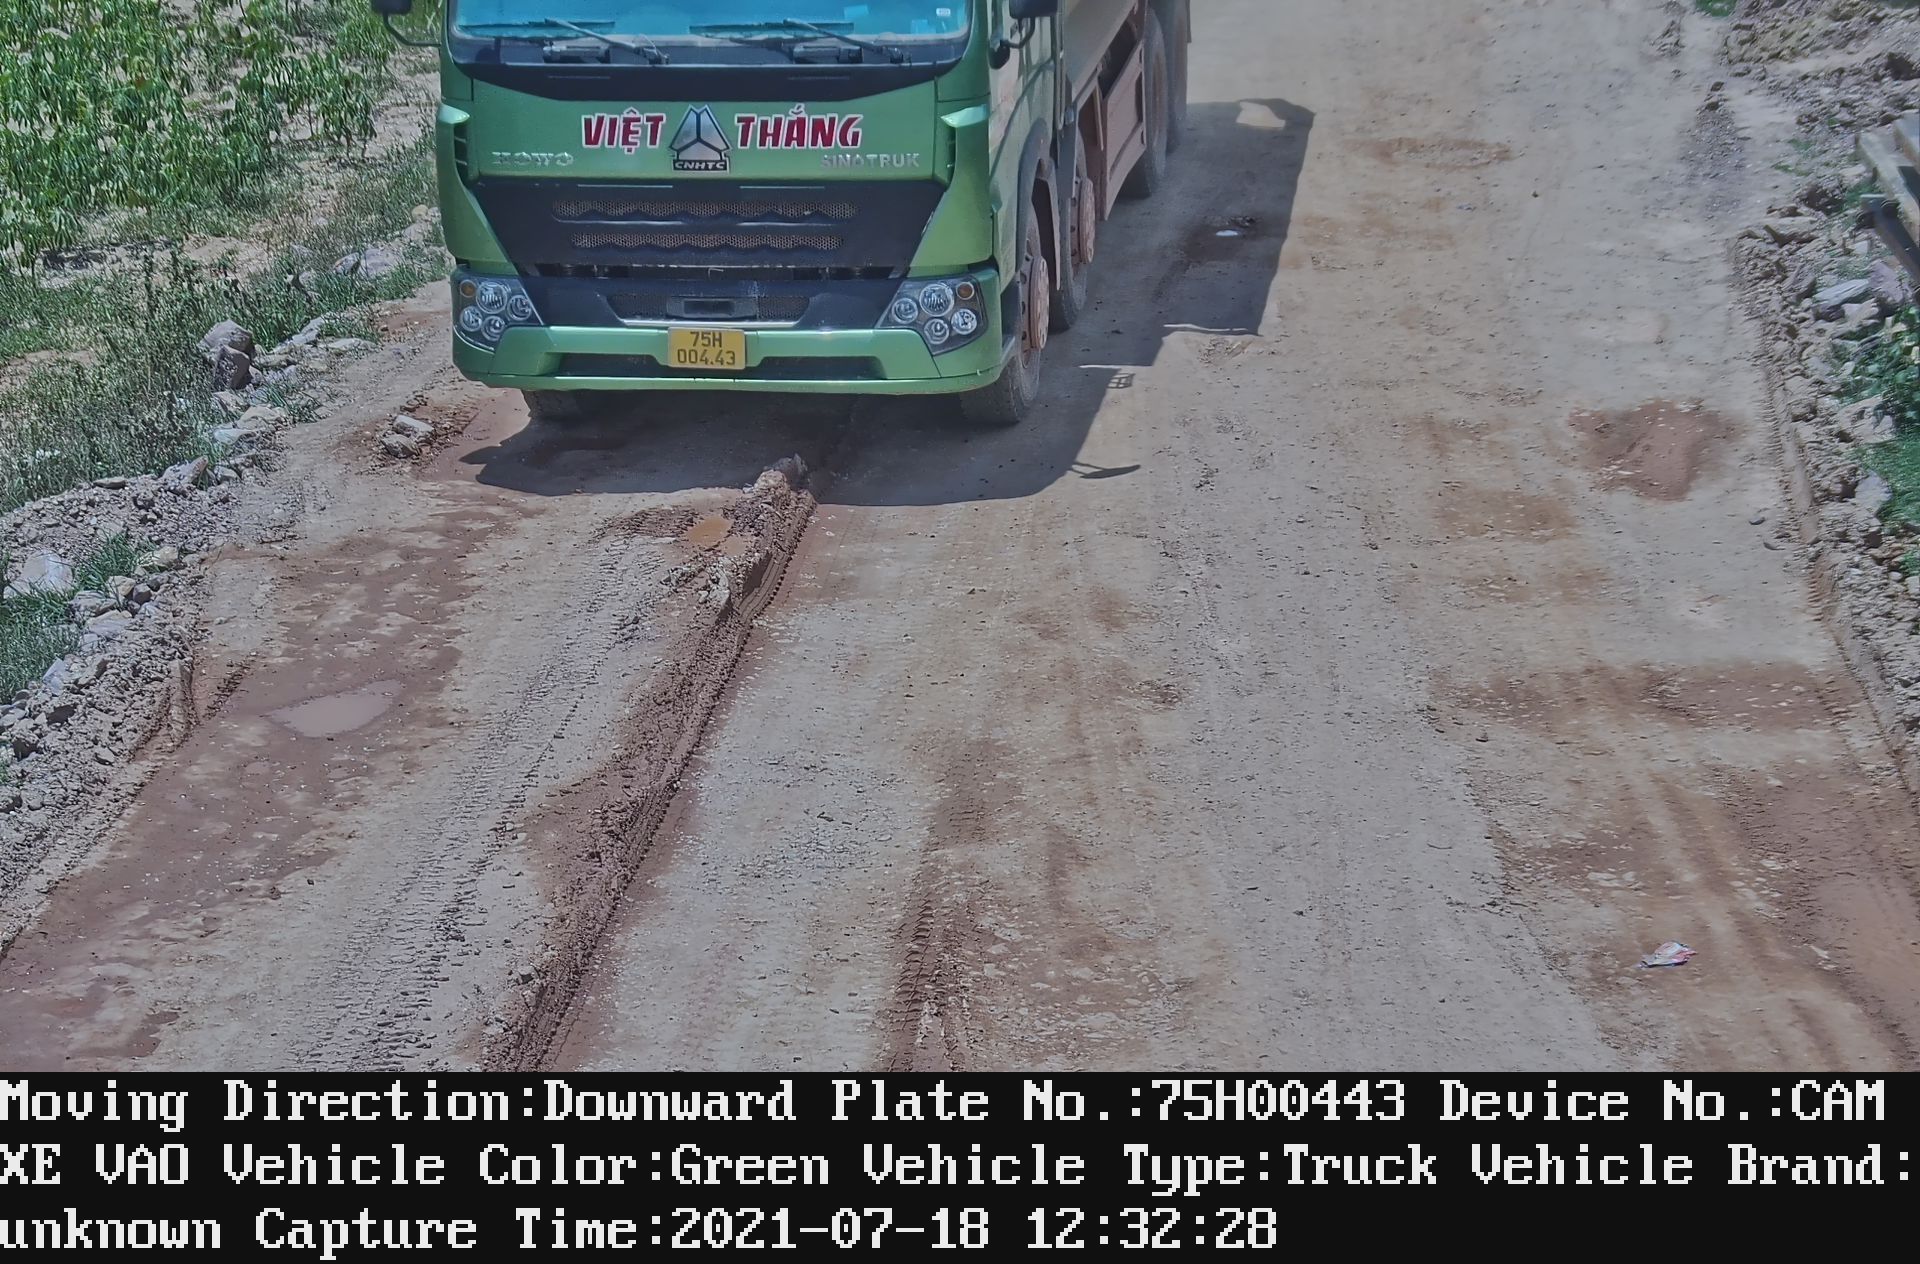 VIỆT THẮNG
CNHTC
HOWO SINOTRUK
75H
004.43
Moving Direction:Downward Plate No.:75H00443 Device No.:CAM
XE VAO Vehicle Color:Green Vehicle Type:Truck Vehicle Brand:
unknown Capture Time:2021-07-18 12:32:28